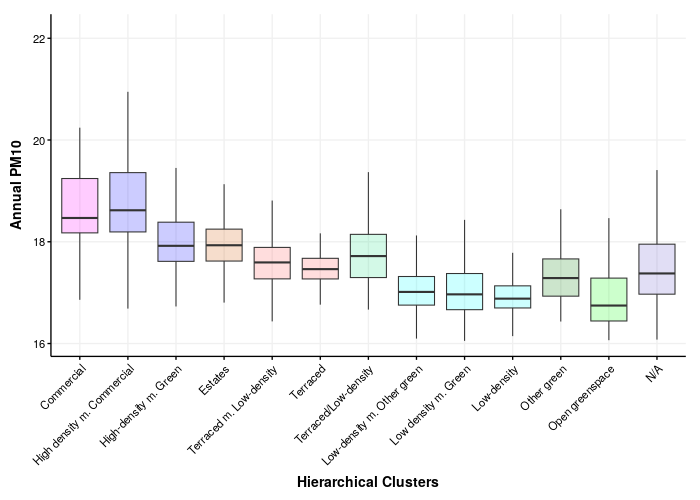 22
20
18
16
Annual PM10
Commercial
High density m. Commercial
High-density m. Green
Estates
Terraced m. Low-density
Terraced
Terraced/Low-density
Low-density m. Other green
Low density m. Green
Low-density
Other green
Open greenspace
N/A
Hierarchical Clusters